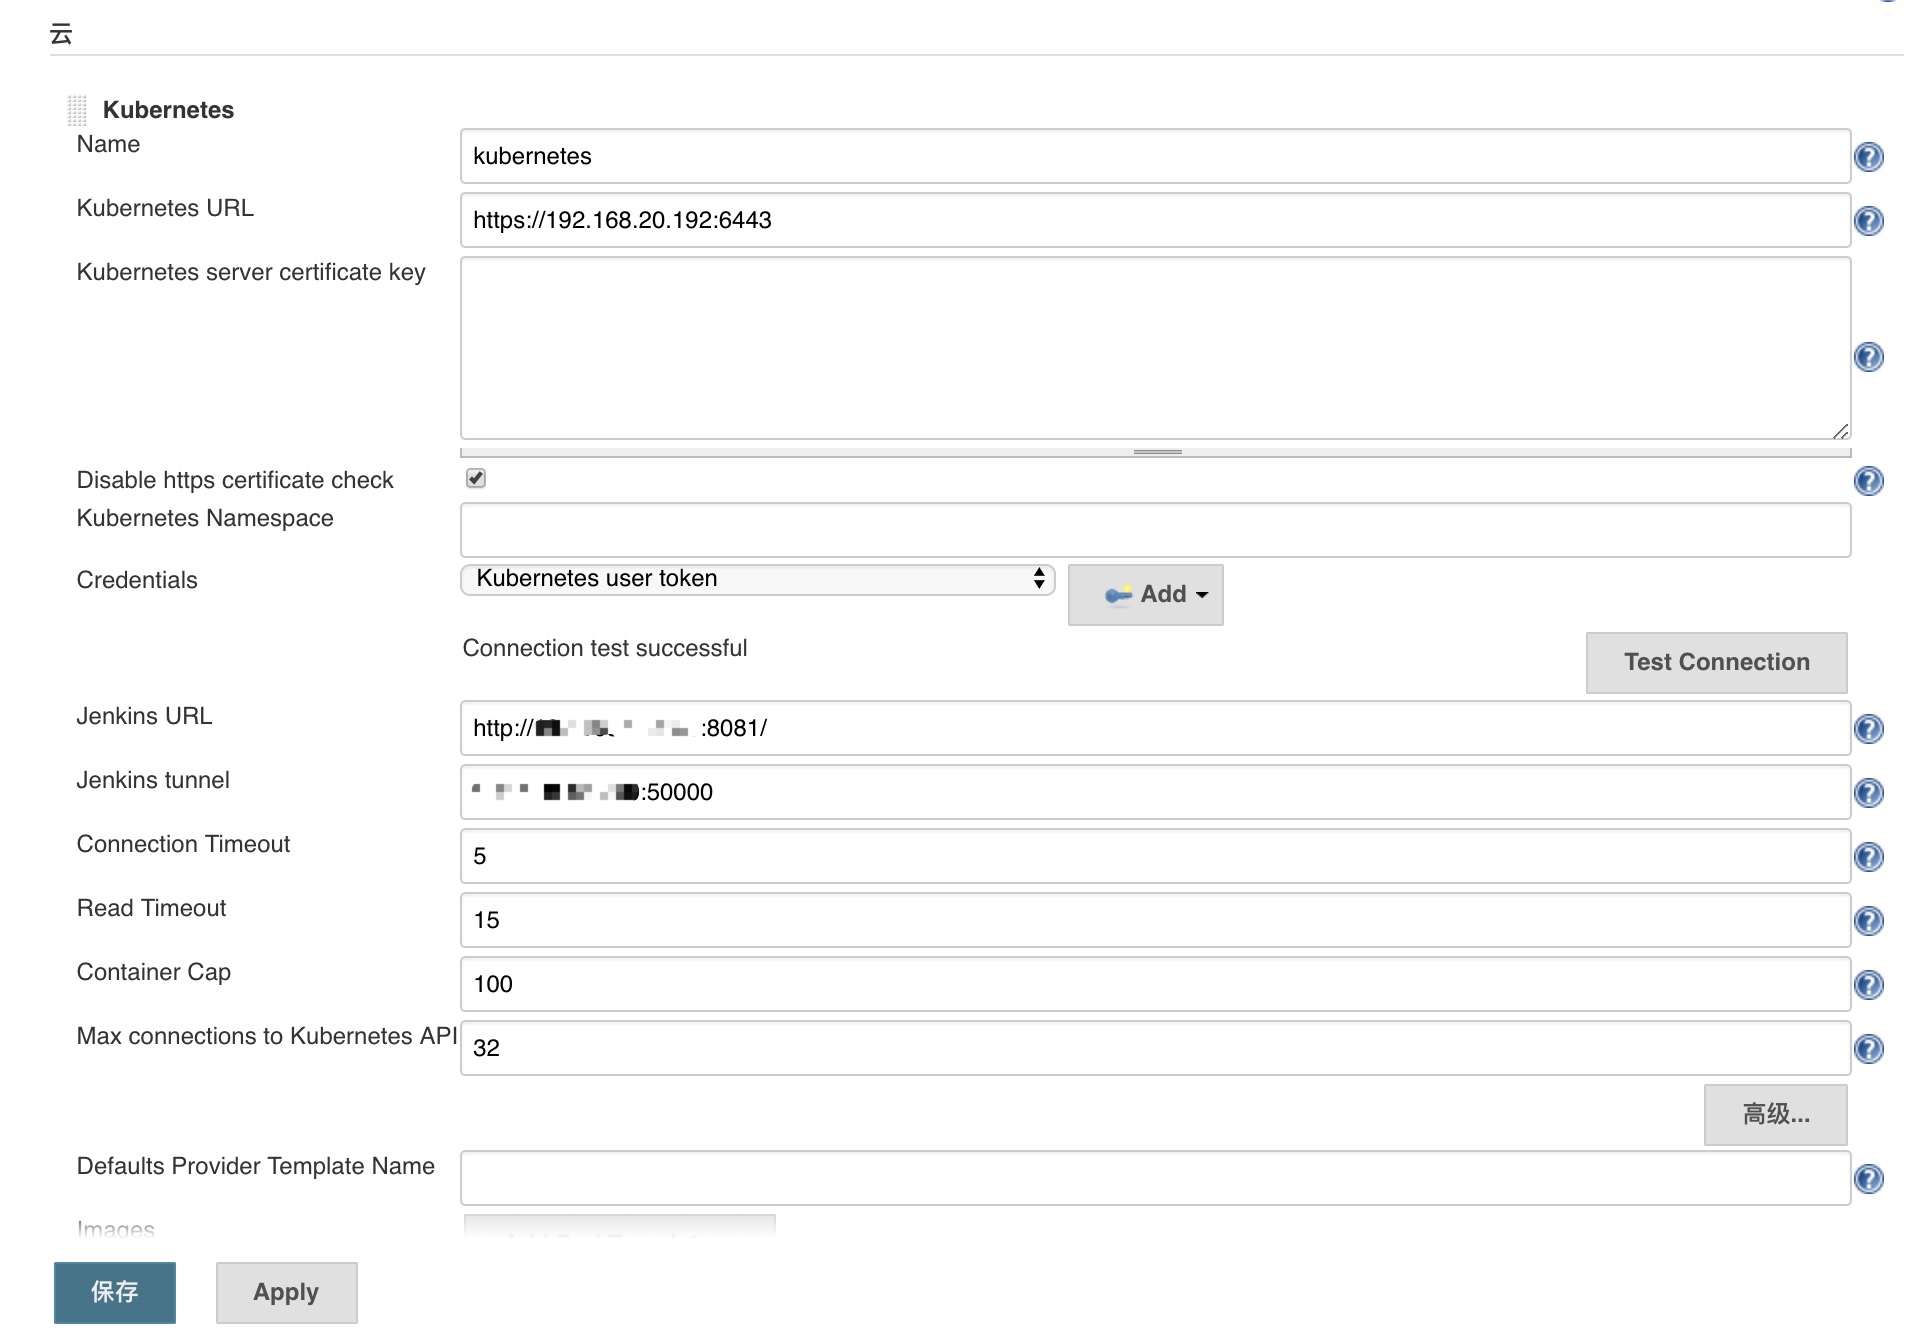 云
Kubernetes
Name
kubernetes
Kubernetes URL
https://192.168.20.192:6443
Kubernetes server certificate key
Disable https certificate check
Kubernetes Namespace
Credentials
Kubernetes user token
Add
Connection test successful
Test Connection
Jenkins URL
http:// :8081/
Jenkins tunnel
:50000
Connection Timeout
5
Read Timeout
15
Container Cap
100
Max connections to Kubernetes API
32
高级...
Defaults Provider Template Name
Images
保存
Apply